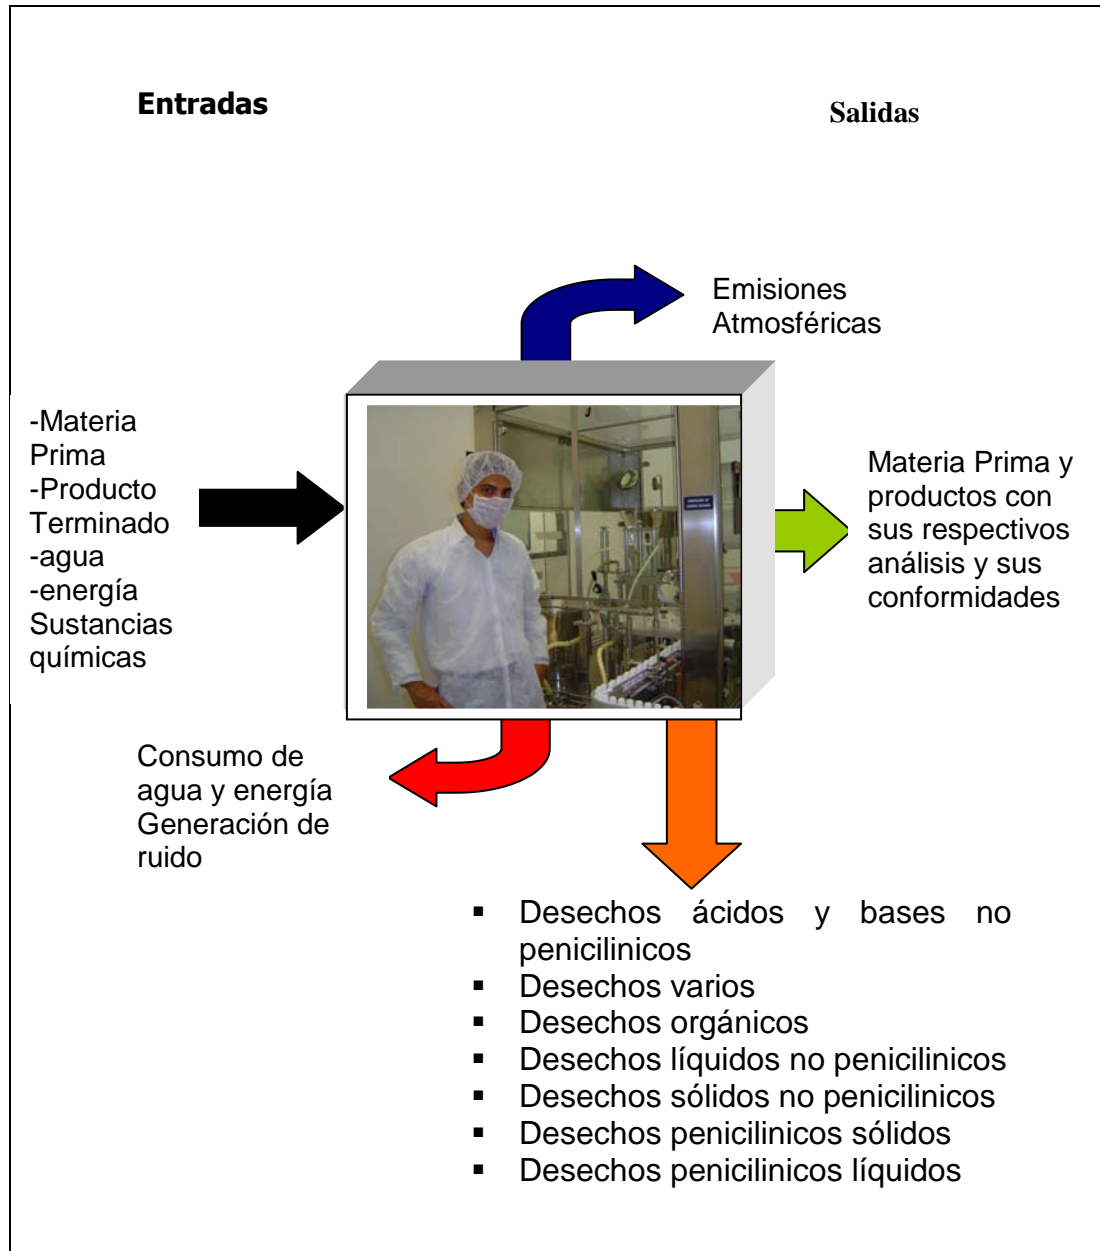 Entradas
Salidas
Emisiones
Atmosféricas
-Materia
Prima
-Producto
Terminado
-agua
-energía
Sustancias
químicas
Materia Prima y
productos con
sus respectivos
análisis y sus
conformidades
Consumo de
agua y energía
Generación de
ruido
▪ Desechos ácidos y bases no
penicilinicos
▪ Desechos varios
▪ Desechos orgánicos
▪ Desechos líquidos no penicilinicos
▪ Desechos sólidos no penicilinicos
▪ Desechos penicilinicos sólidos
▪ Desechos penicilinicos líquidos